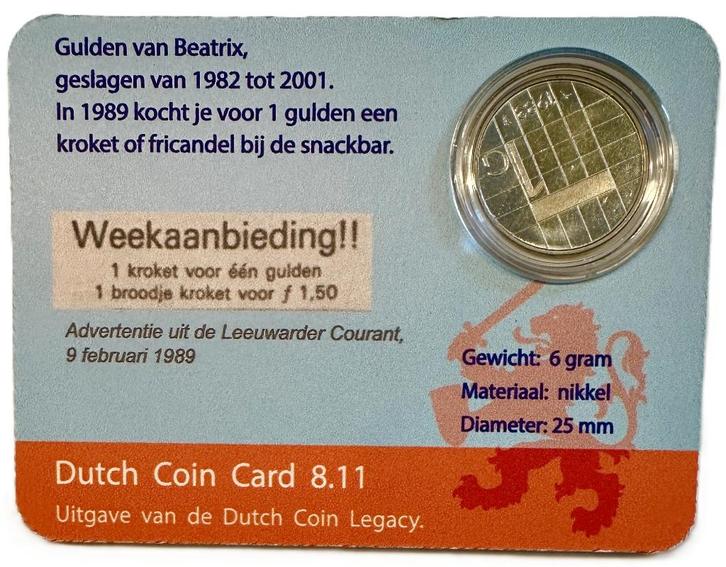 Gulden van Beatrix,
geslagen van 1982 tot 2001.
In 1989 kocht je voor 1 gulden een
kroket of fricandel bij de snackbar.
1 G
Weekaanbieding!!
1 kroket voor één gulden
1 broodje kroket voor ƒ 1,50
Advertentie uit de Leeuwarder Courant,
9 februari 1989
Gewicht: 6 gram
Materiaal: nikkel
Diameter: 25 mm
Dutch Coin Card 8.11
Uitgave van de Dutch Coin Legacy.